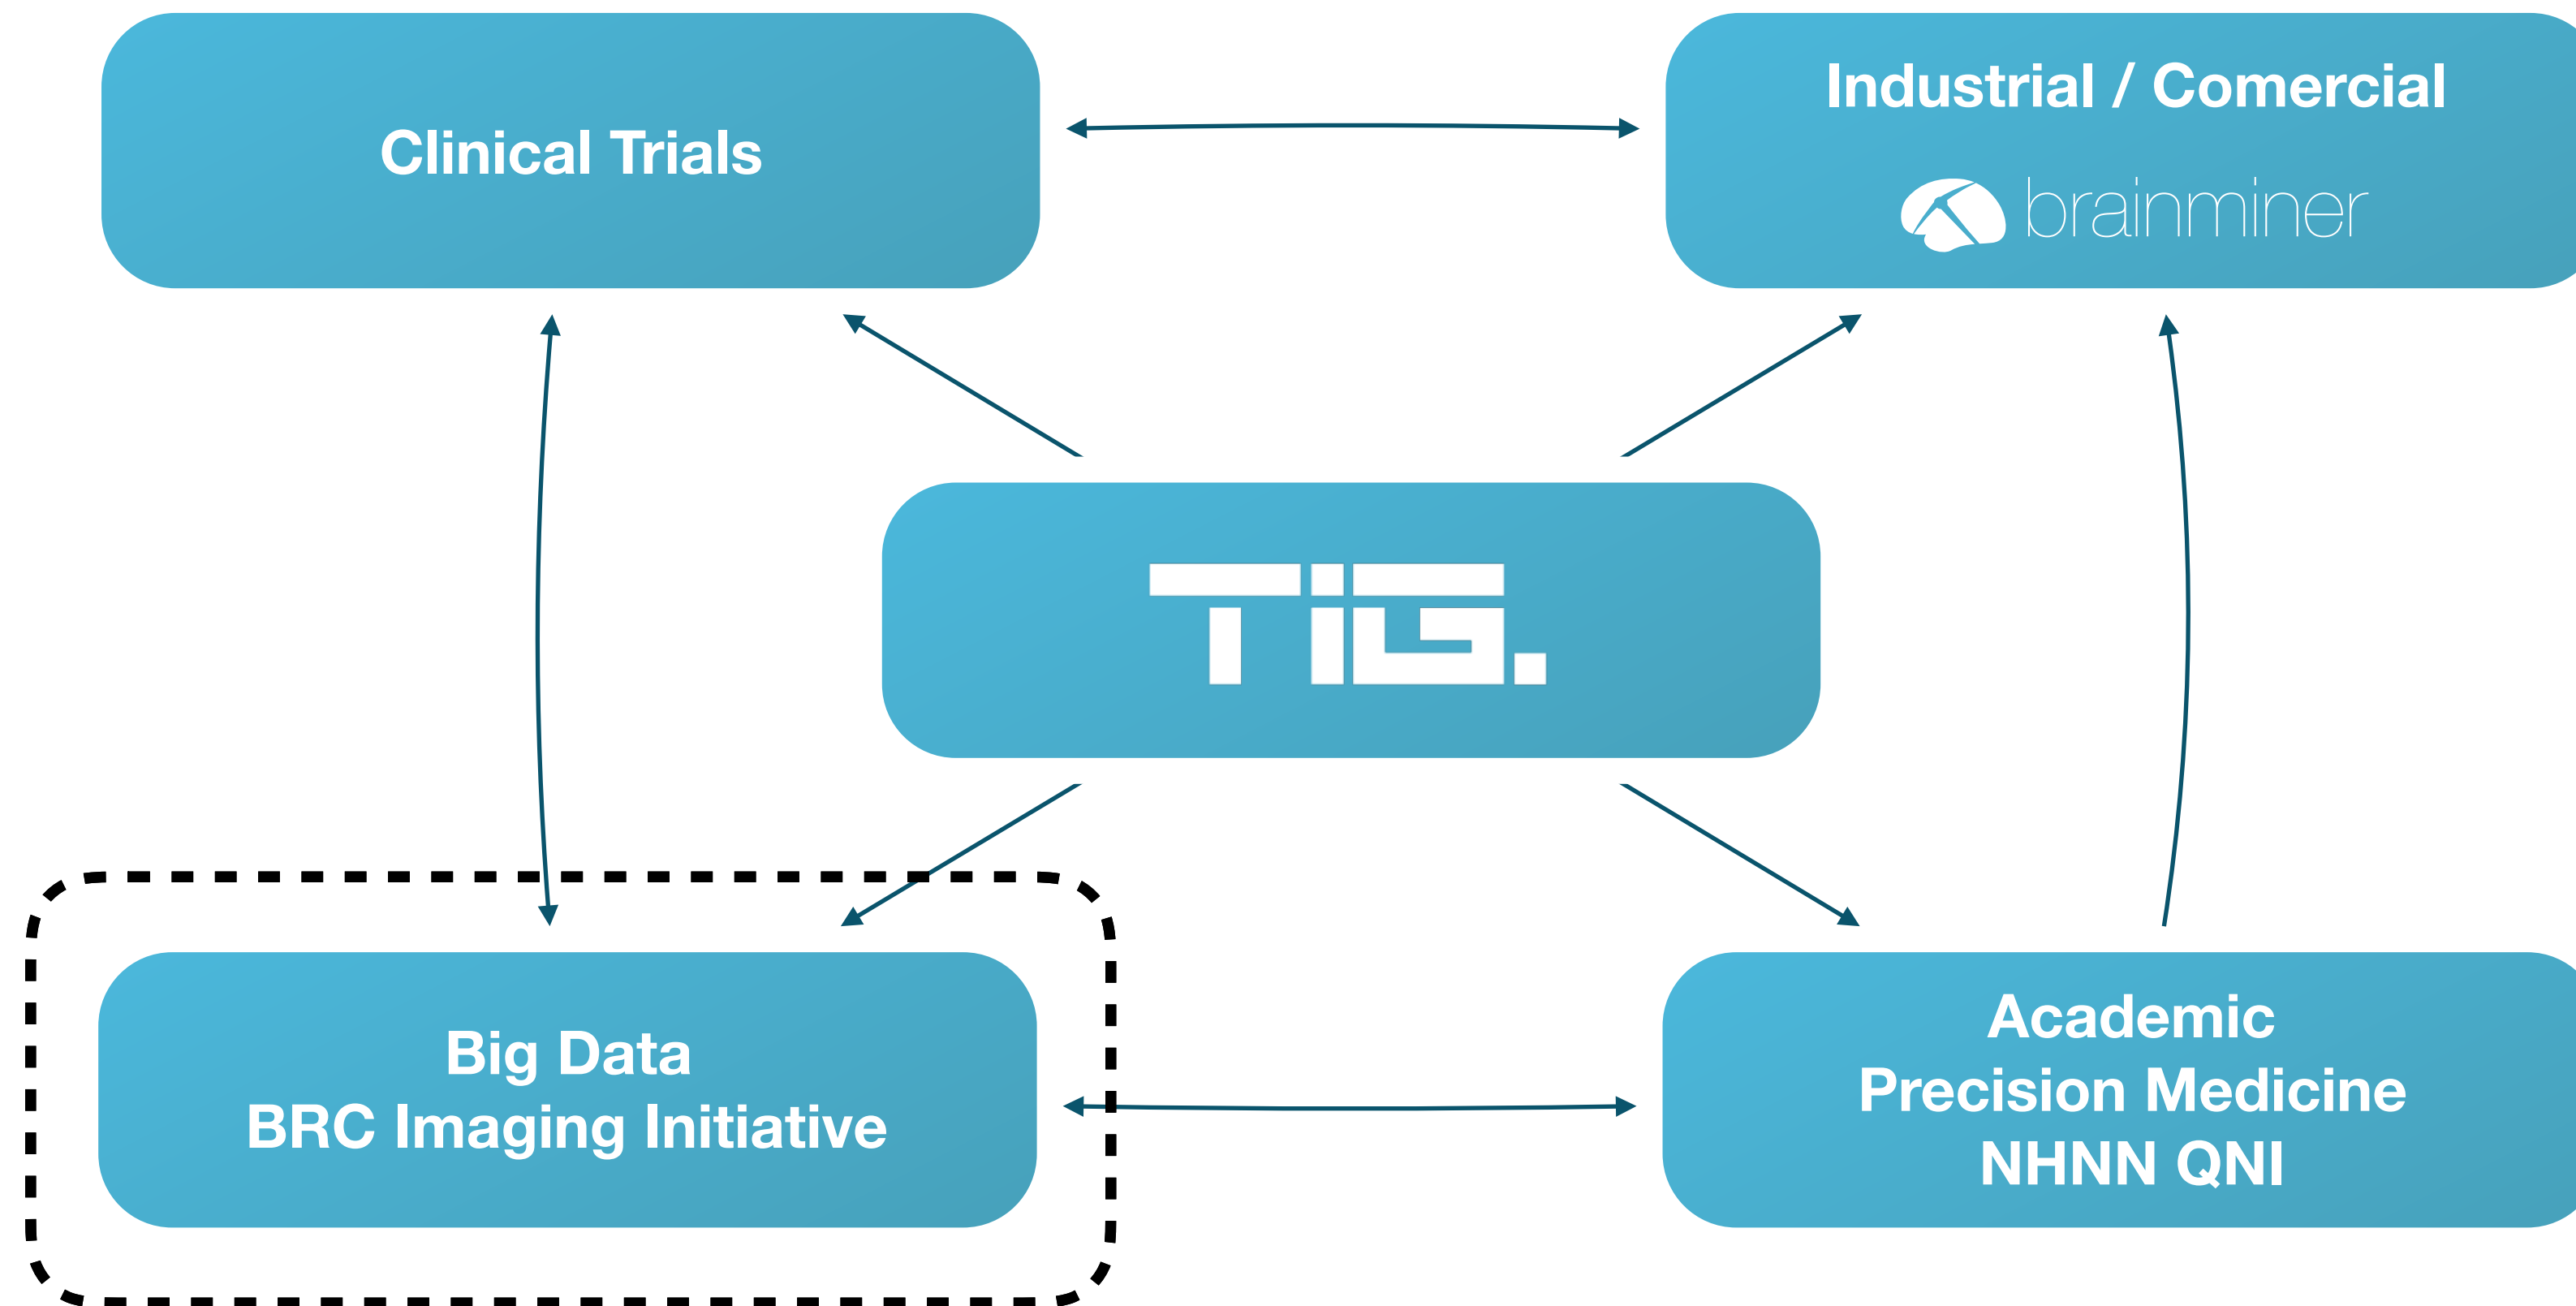 Clinical Trials
Industrial / Comercial
brainminer
TiG.
Big Data
BRC Imaging Initiative
Academic
Precision Medicine
NHNN QNI